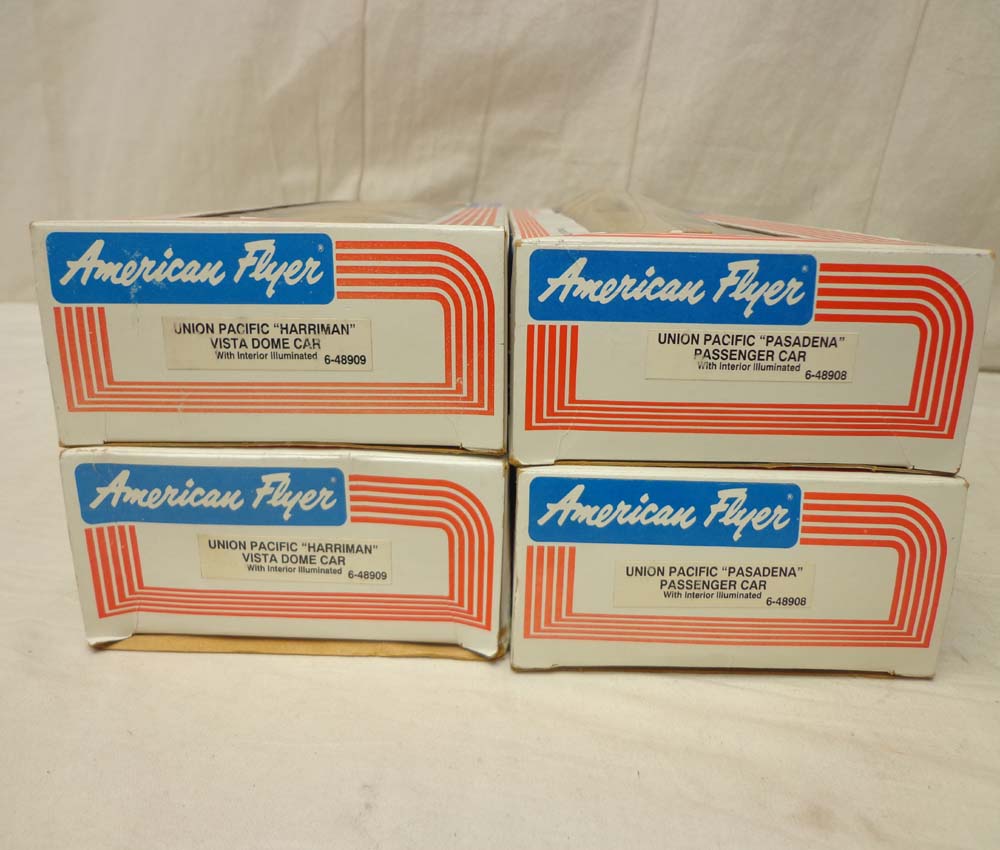 American Flyer®
UNION PACIFIC "HARRIMAN"
VISTA DOME CAR
With Interior Illuminated 6-48909
American Flyer®
UNION PACIFIC "PASADENA"
PASSENGER CAR
With Interior Illuminated 6-48908
American Flyer®
UNION PACIFIC "HARRIMAN"
VISTA DOME CAR
With Interior Illuminated 6-48909
American Flyer®
UNION PACIFIC "PASADENA"
PASSENGER CAR
With Interior Illuminated 6-48908